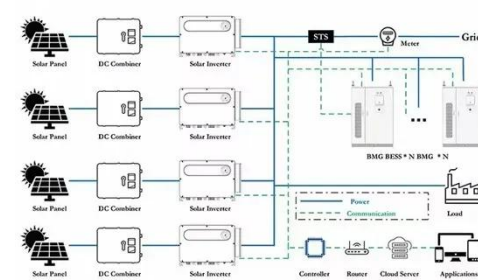 STS
Meter
Grid
Solar Panel DC Combiner Solar Inverter
Solar Panel DC Combiner Solar Inverter
BMG BESS * N BMG * N
Solar Panel DC Combiner Solar Inverter
Power
Communication
Load
Solar Panel DC Combiner Solar Inverter
Controller Router Cloud Server Applications